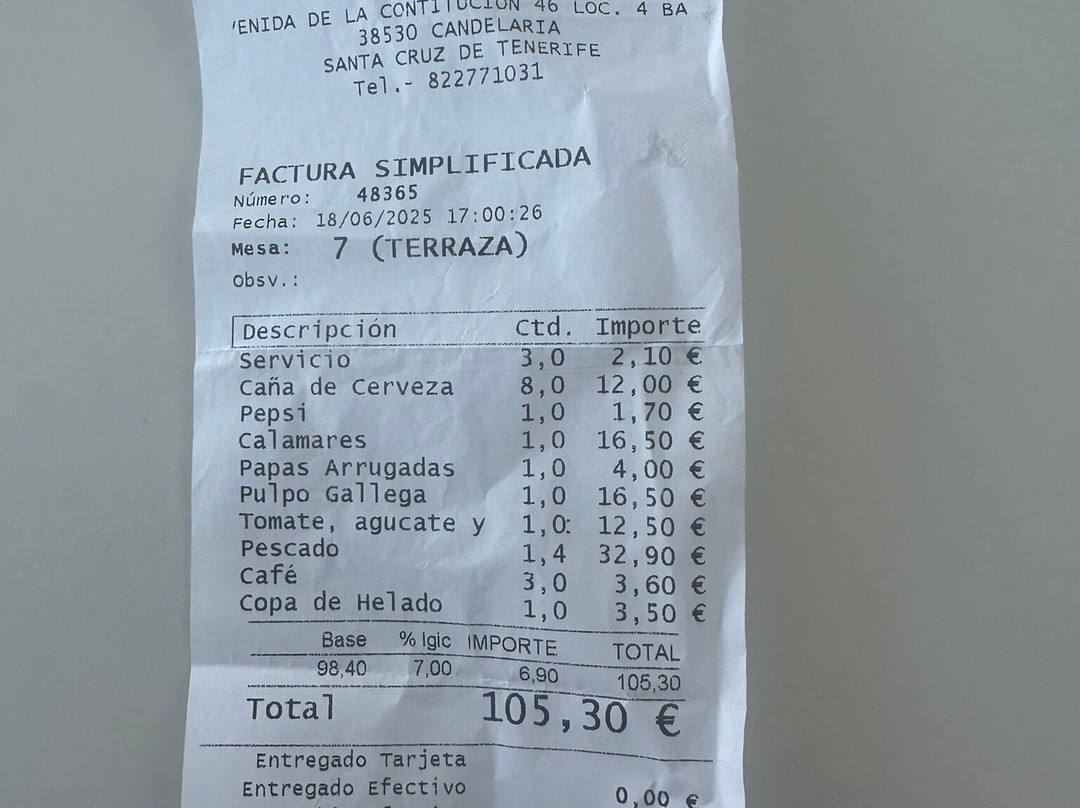 'ENIDA DE LA CONTITUCION 46 LOC. 4 BA
38530 CANDELARIA
SANTA CRUZ DE TENERIFE
Tel.- 822771031
FACTURA SIMPLIFICADA
Número: 48365
Fecha: 18/06/2025 17:00:26
Mesa: 7 (TERRAZA)
Obsv.:
Descripción Ctd. Importe
Servicio 3,0 2,10 €
Caña de Cerveza 8,0 12,00 €
Pepsi 1,0 1,70 €
Calamares 1,0 16,50 €
Papas Arrugadas 1,0 4,00 €
Pulpo Gallega 1,0 16,50 €
Tomate, agucate y 1,0: 12,50 €
Pescado 1,4 32,90 €
Café 3,0 3,60 €
Copa de Helado 1,0 3,50 €
Base % Igic IMPORTE TOTAL
98,40 7,00 6,90 105,30
Total 105,30 €
Entregado Tarjeta
Entregado Efectivo 0,00 €